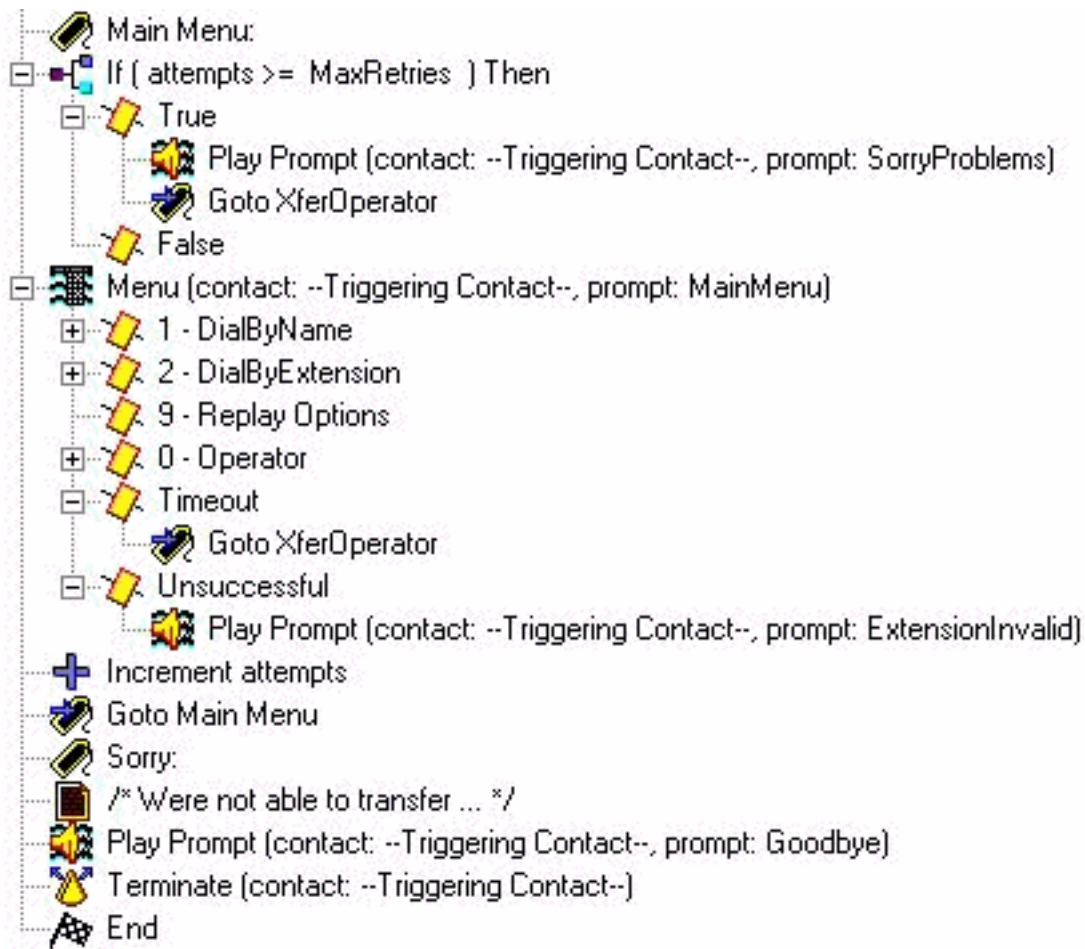 Main Menu:
If ( attempts >= MaxRetries ) Then
True
Play Prompt (contact: --Triggering Contact--, prompt: SorryProblems)
Goto XferOperator
False
Menu (contact: --Triggering Contact--, prompt: MainMenu)
1 - DialByName
2 - DialByExtension
9 - Replay Options
0 - Operator
Timeout
Goto XferOperator
Unsuccessful
Play Prompt (contact: --Triggering Contact--, prompt: ExtensionInvalid)
Increment attempts
Goto Main Menu
Sorry:
/* Were not able to transfer ... */
Play Prompt (contact: --Triggering Contact--, prompt: Goodbye)
Terminate (contact: --Triggering Contact--)
End